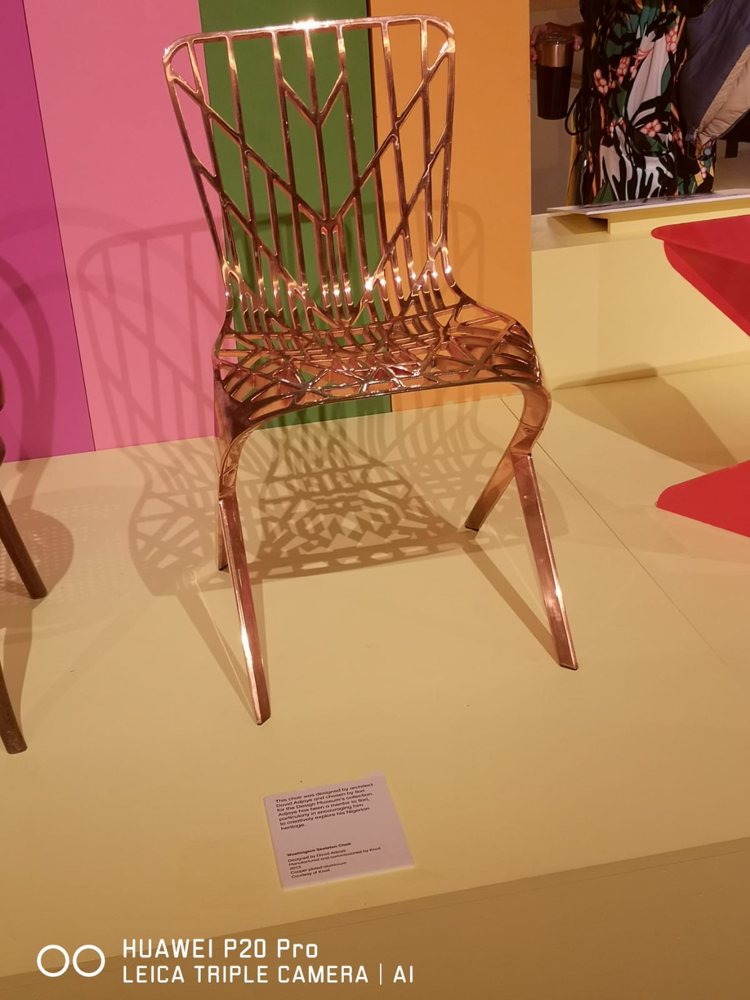 This chair was designed by architect
David Adjaye and chosen by Ilori
for the Design Museum's collection.
Adjaye has been a mentor to Ilori,
particularly in encouraging him
to creatively explore his Nigerian
heritage.
Washington Skeleton Chair
Designed by David Adjaye
Manufactured and commissioned by Knoll
2013
Copper-plated aluminium
Courtesy of Knoll
HUAWEI P20 Pro
LEICA TRIPLE CAMERA | AI